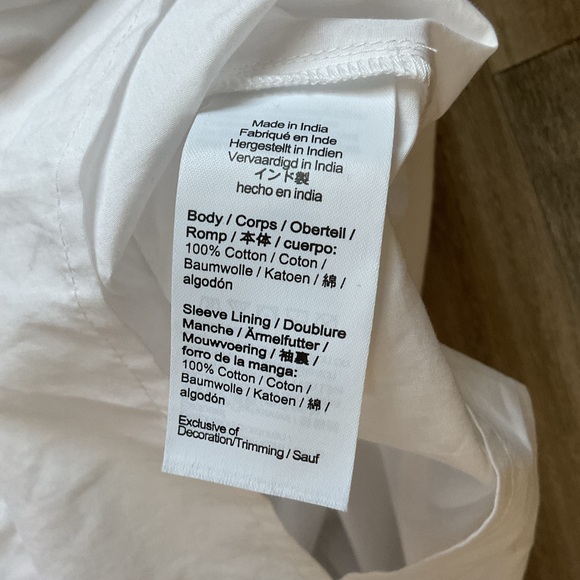 Made in India
Fabriqué en Inde
Hergestellt in Indien
Vervaardigd in India
インド製
hecho en india
Body / Corps / Oberteil /
Romp / 本体 / cuerpo:
100% Cotton / Coton /
Baumwolle / Katoen / 綿 /
algodón
Sleeve Lining / Doublure
Manche / Ärmelfutter /
Mouwvoering / 袖裏 /
forro de la manga:
100% Cotton / Coton /
Baumwolle / Katoen / 綿 /
algodón
Exclusive of
Decoration/Trimming / Sauf